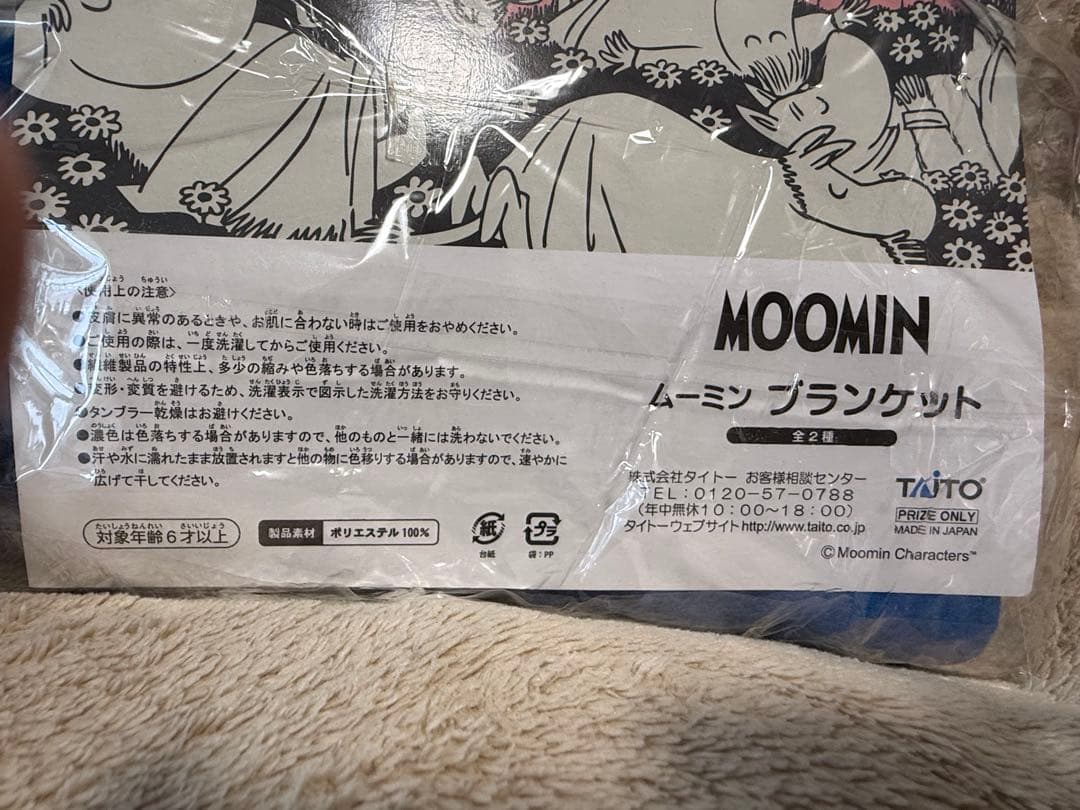 〈使用上の注意〉
●皮膚に異常のあるときや、お肌に合わない時はご使用をおやめください。
●ご使用の際は、一度洗濯してからご使用ください。
●繊維製品の特性上、多少の縮みや色落ちする場合があります。
●変形・変質を避けるため、洗濯表示で図示した洗濯方法をお守りください。
●タンブラー乾燥はお避けください。
●濃色は色落ちする場合がありますので、他のものと一緒には洗わないでください。
●汗や水に濡れたまま放置されますと他の物に色移りする場合がありますので、速やかに
広げて干してください。
対象年齢6才以上
製品素材 ポリエステル100%
紙
台紙
プラ
袋:PP
MOOMIN
ムーミン ブランケット
全2種
株式会社タイトー お客様相談センター
TEL:0120-57-0788
(年中無休10:00〜18:00)
タイトーウェブサイトhttp://www.taito.co.jp
TAITO®
PRIZE ONLY
MADE IN JAPAN
©Moomin Characters™